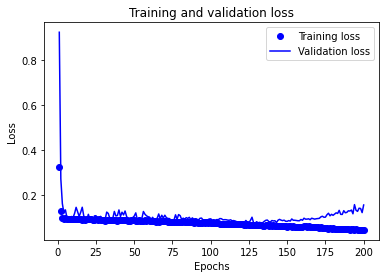 Training and validation loss
Training loss
Validation loss
Loss
0.8
0.6
0.4
0.2
0 25 50 75 100 125 150 175 200
Epochs